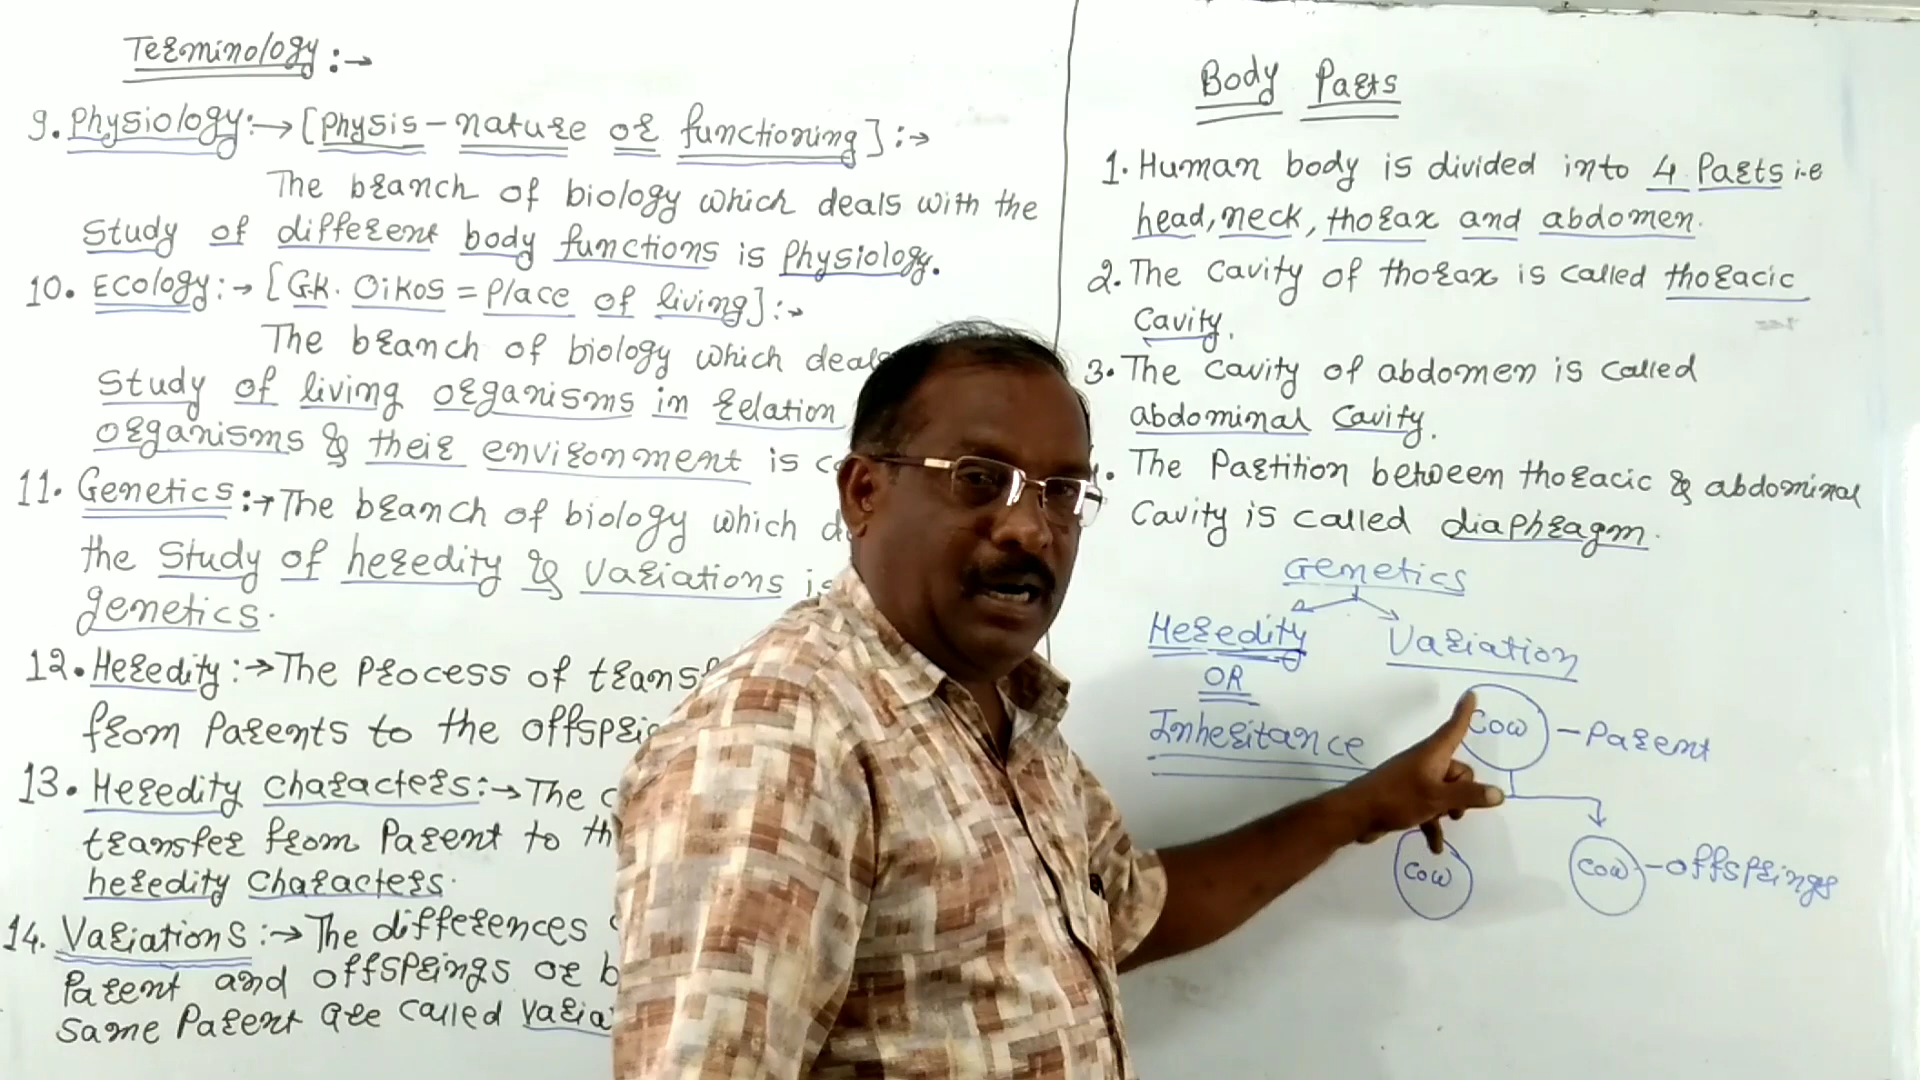 Terminology :→
9. Physiology :→ [Physis - nature or functioning] :→
The branch of biology which deals with the
Study of different body functions is Physiology.
10. Ecology :→ [G.K. Oikos = Place of living] :→
The branch of biology which deals
Study of living organisms in relation
organisms & their environment is
11. Genetics :→ The branch of biology which
the Study of heredity & Variations is
genetics.
12. Heredity :→ The Process of
from Parents to the
13. Heredity Characters :→ The
transfer from Parent to
heredity Characters.
14. Variations :→ The differences
Parent and offsprings or
Same Parent are called
Body Parts
1. Human body is divided into 4 Parts i.e
head, neck, thorax and abdomen.
2. The Cavity of thorax is called thoracic
Cavity.
3. The Cavity of abdomen is called
abdominal Cavity.
The Partition between thoracic & abdominal
Cavity is called diaphragm.
Genetics
Heredity Variation
OR
Inheritance
Cow - Parent
Cow Cow - offsprings